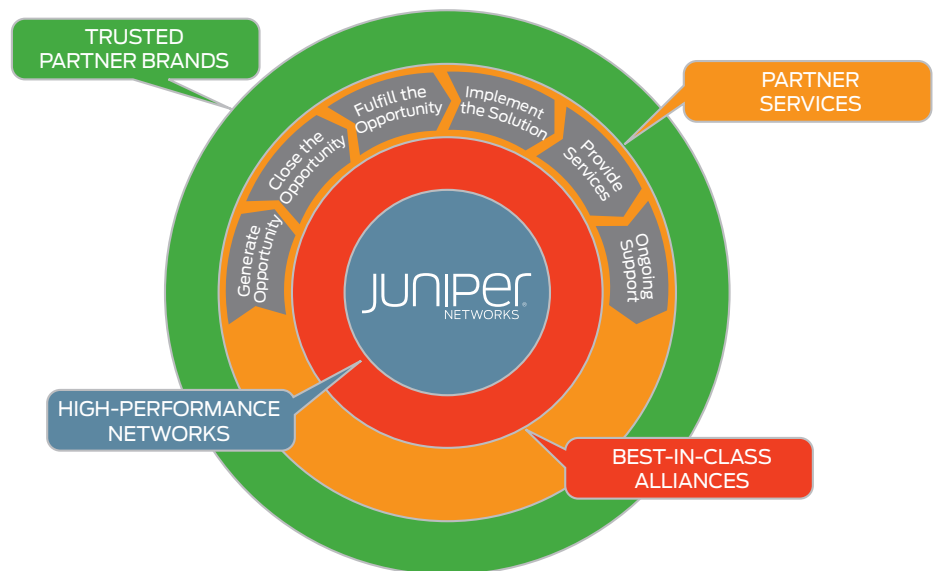 TRUSTED
PARTNER BRANDS
PARTNER
SERVICES
Generate
Opportunity
Close the
Opportunity
Fulfill the
Opportunity
Implement
the Solution
Provide
Services
Ongoing
Support
JUNIPer
NETWORKS
HIGH-PERFORMANCE
NETWORKS
BEST-IN-CLASS
ALLIANCES